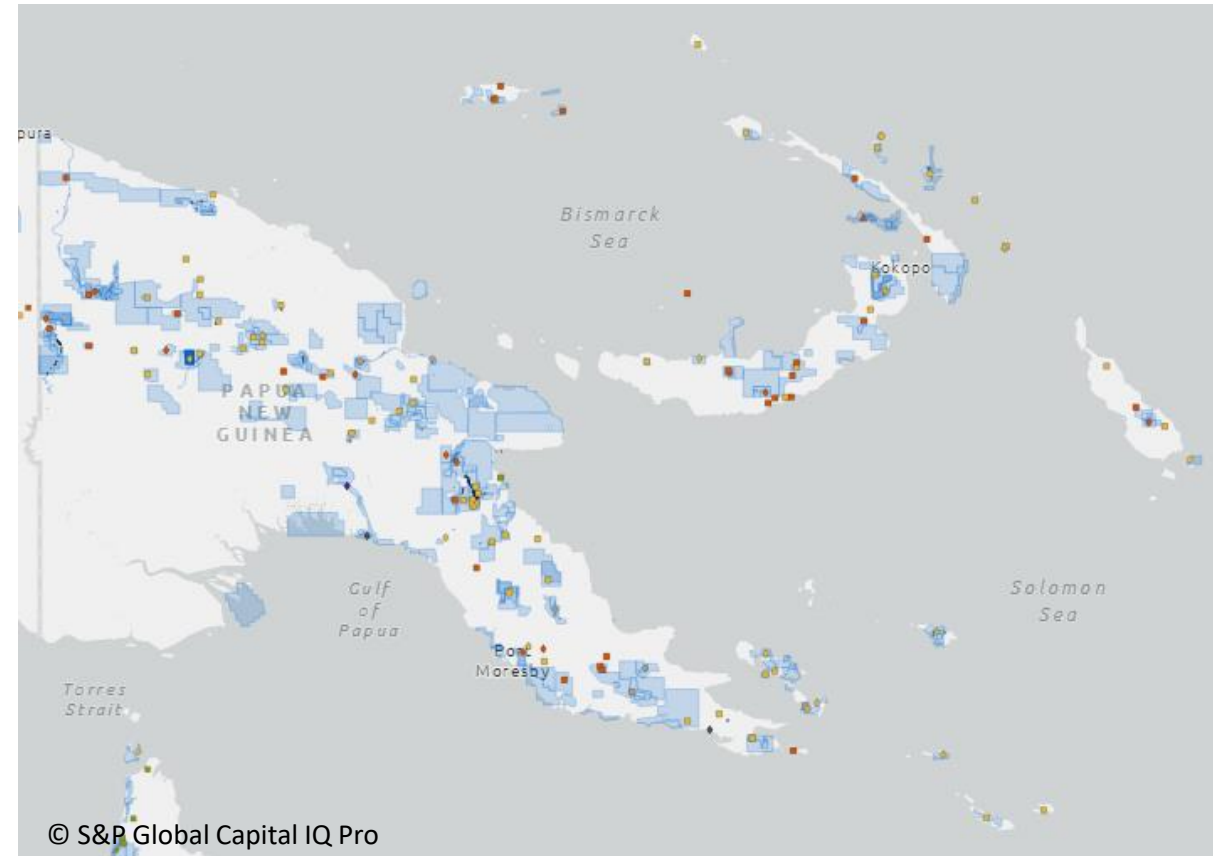 pura
Bismarck
Sea
Kokopo
PAPUA
NEW
GUINEA
Gulf
of
Papua
Solomon
Sea
Port
Moresby
Torres
Strait
© S&P Global Capital IQ Pro